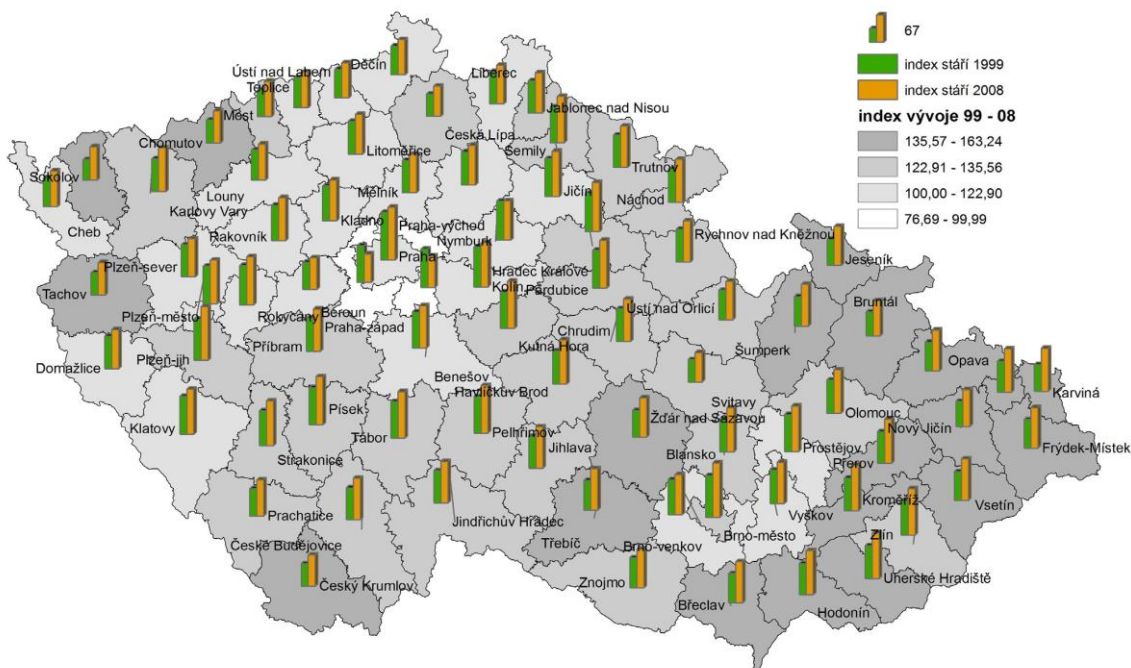 67
index stáří 1999
index stáří 2008
index vývoje 99 - 08
135,57 - 163,24
122,91 - 135,56
100,00 - 122,90
76,69 - 99,99
Děčín
Ústí nad Labem
Liberec
Teplice
Jablonec nad Nisou
Most
Česká Lípa
Chomutov
Semily
Litoměřice
Trutnov
Sokolov
Louny
Mělník
Jičín
Náchod
Karlovy Vary
Kladno
Praha-východ
Cheb
Rakovník
Nymburk
Rychnov nad Kněžnou
Praha
Hradec Králové
Jeseník
Plzeň-sever
Kolín
Pardubice
Tachov
Bruntál
Ústí nad Orlicí
Plzeň-město
Rokycany
Beroun
Praha-západ
Chrudim
Příbram
Kutná Hora
Šumperk
Plzeň-jih
Opava
Domažlice
Benešov
Karviná
Havlíčkův Brod
Svitavy
Písek
Olomouc
Žďár nad Sázavou
Nový Jičín
Klatovy
Tábor
Pelhřimov
Jihlava
Prostějov
Frýdek-Místek
Strakonice
Blansko
Přerov
Kroměříž
Vsetín
Prachatice
Vyškov
Jindřichův Hradec
Zlín
Třebíč
Brno-město
České Budějovice
Brno-venkov
Uherské Hradiště
Český Krumlov
Znojmo
Břeclav
Hodonín